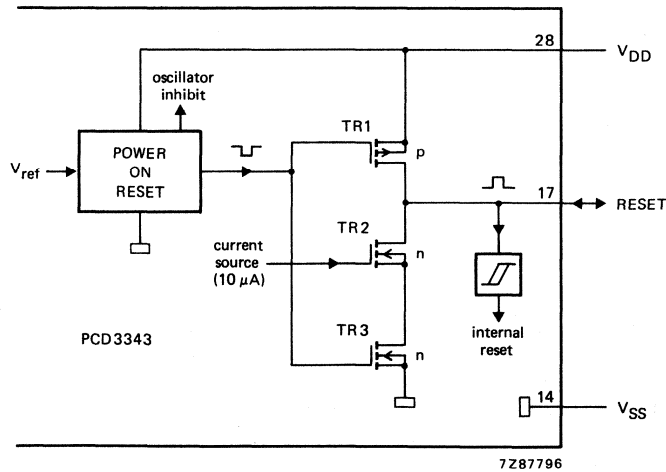 28
V_DD
oscillator
inhibit
TR1
POWER
ON
RESET
p
V_ref
17
RESET
TR2
current
source
(10 μA)
n
internal
reset
TR3
PCD3343
n
14
V_SS
7Z87796